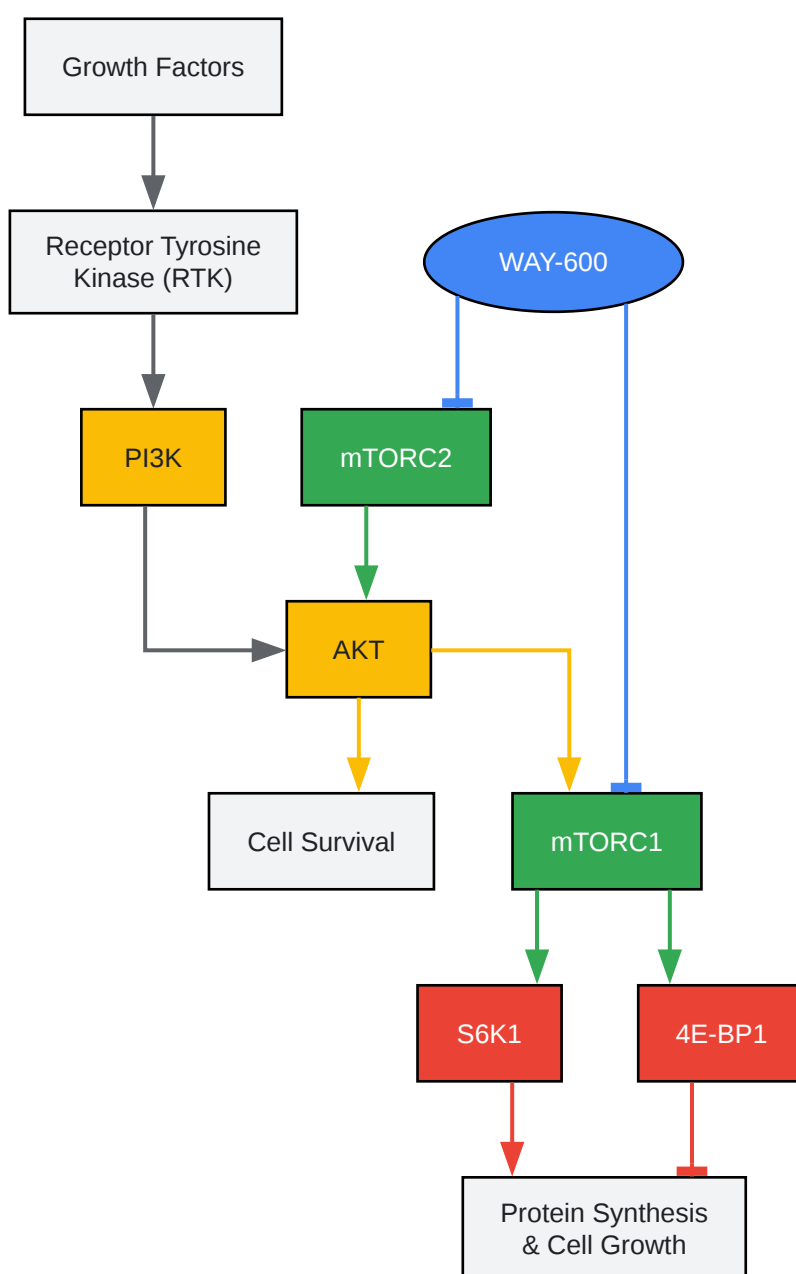 Growth Factors
Receptor Tyrosine
Kinase (RTK)
WAY-600
PI3K
mTORC2
AKT
Cell Survival
mTORC1
S6K1
4E-BP1
Protein Synthesis
& Cell Growth